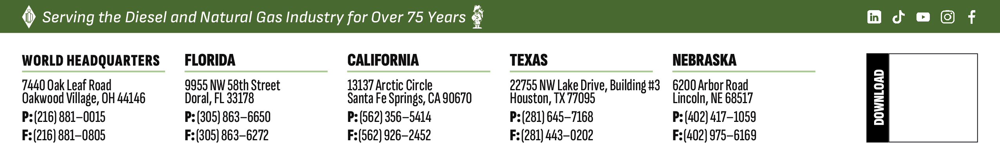 Serving the Diesel and Natural Gas Industry for Over 75 Years
WORLD HEADQUARTERS
7440 Oak Leaf Road
Oakwood Village, OH 44146
P: (216) 881–0015
F: (216) 881–0805
FLORIDA
9955 NW 58th Street
Doral, FL 33178
P: (305) 863–6650
F: (305) 863–6272
CALIFORNIA
13137 Arctic Circle
Santa Fe Springs, CA 90670
P: (562) 356–5414
F: (562) 926–2452
TEXAS
22755 NW Lake Drive, Building #3
Houston, TX 77095
P: (281) 645–7168
F: (281) 443–0202
NEBRASKA
6200 Arbor Road
Lincoln, NE 68517
P: (402) 417–1059
F: (402) 975–6169
DOWNLOAD